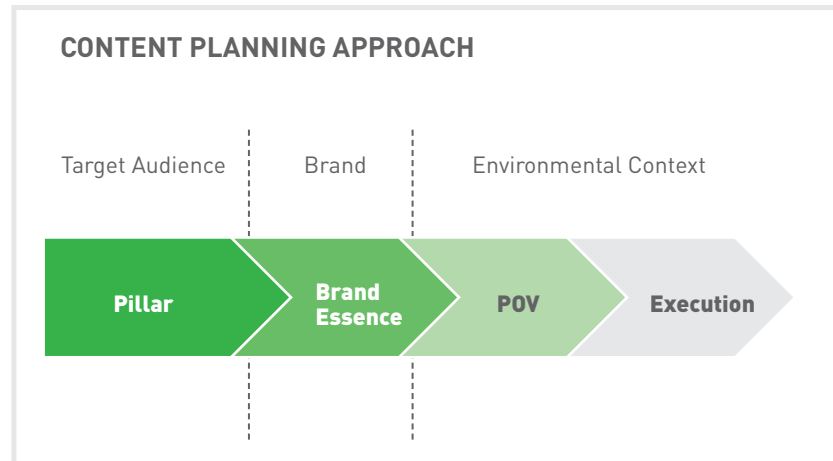 CONTENT PLANNING APPROACH
Target Audience
Brand
Environmental Context
Pillar
Brand
Essence
POV
Execution